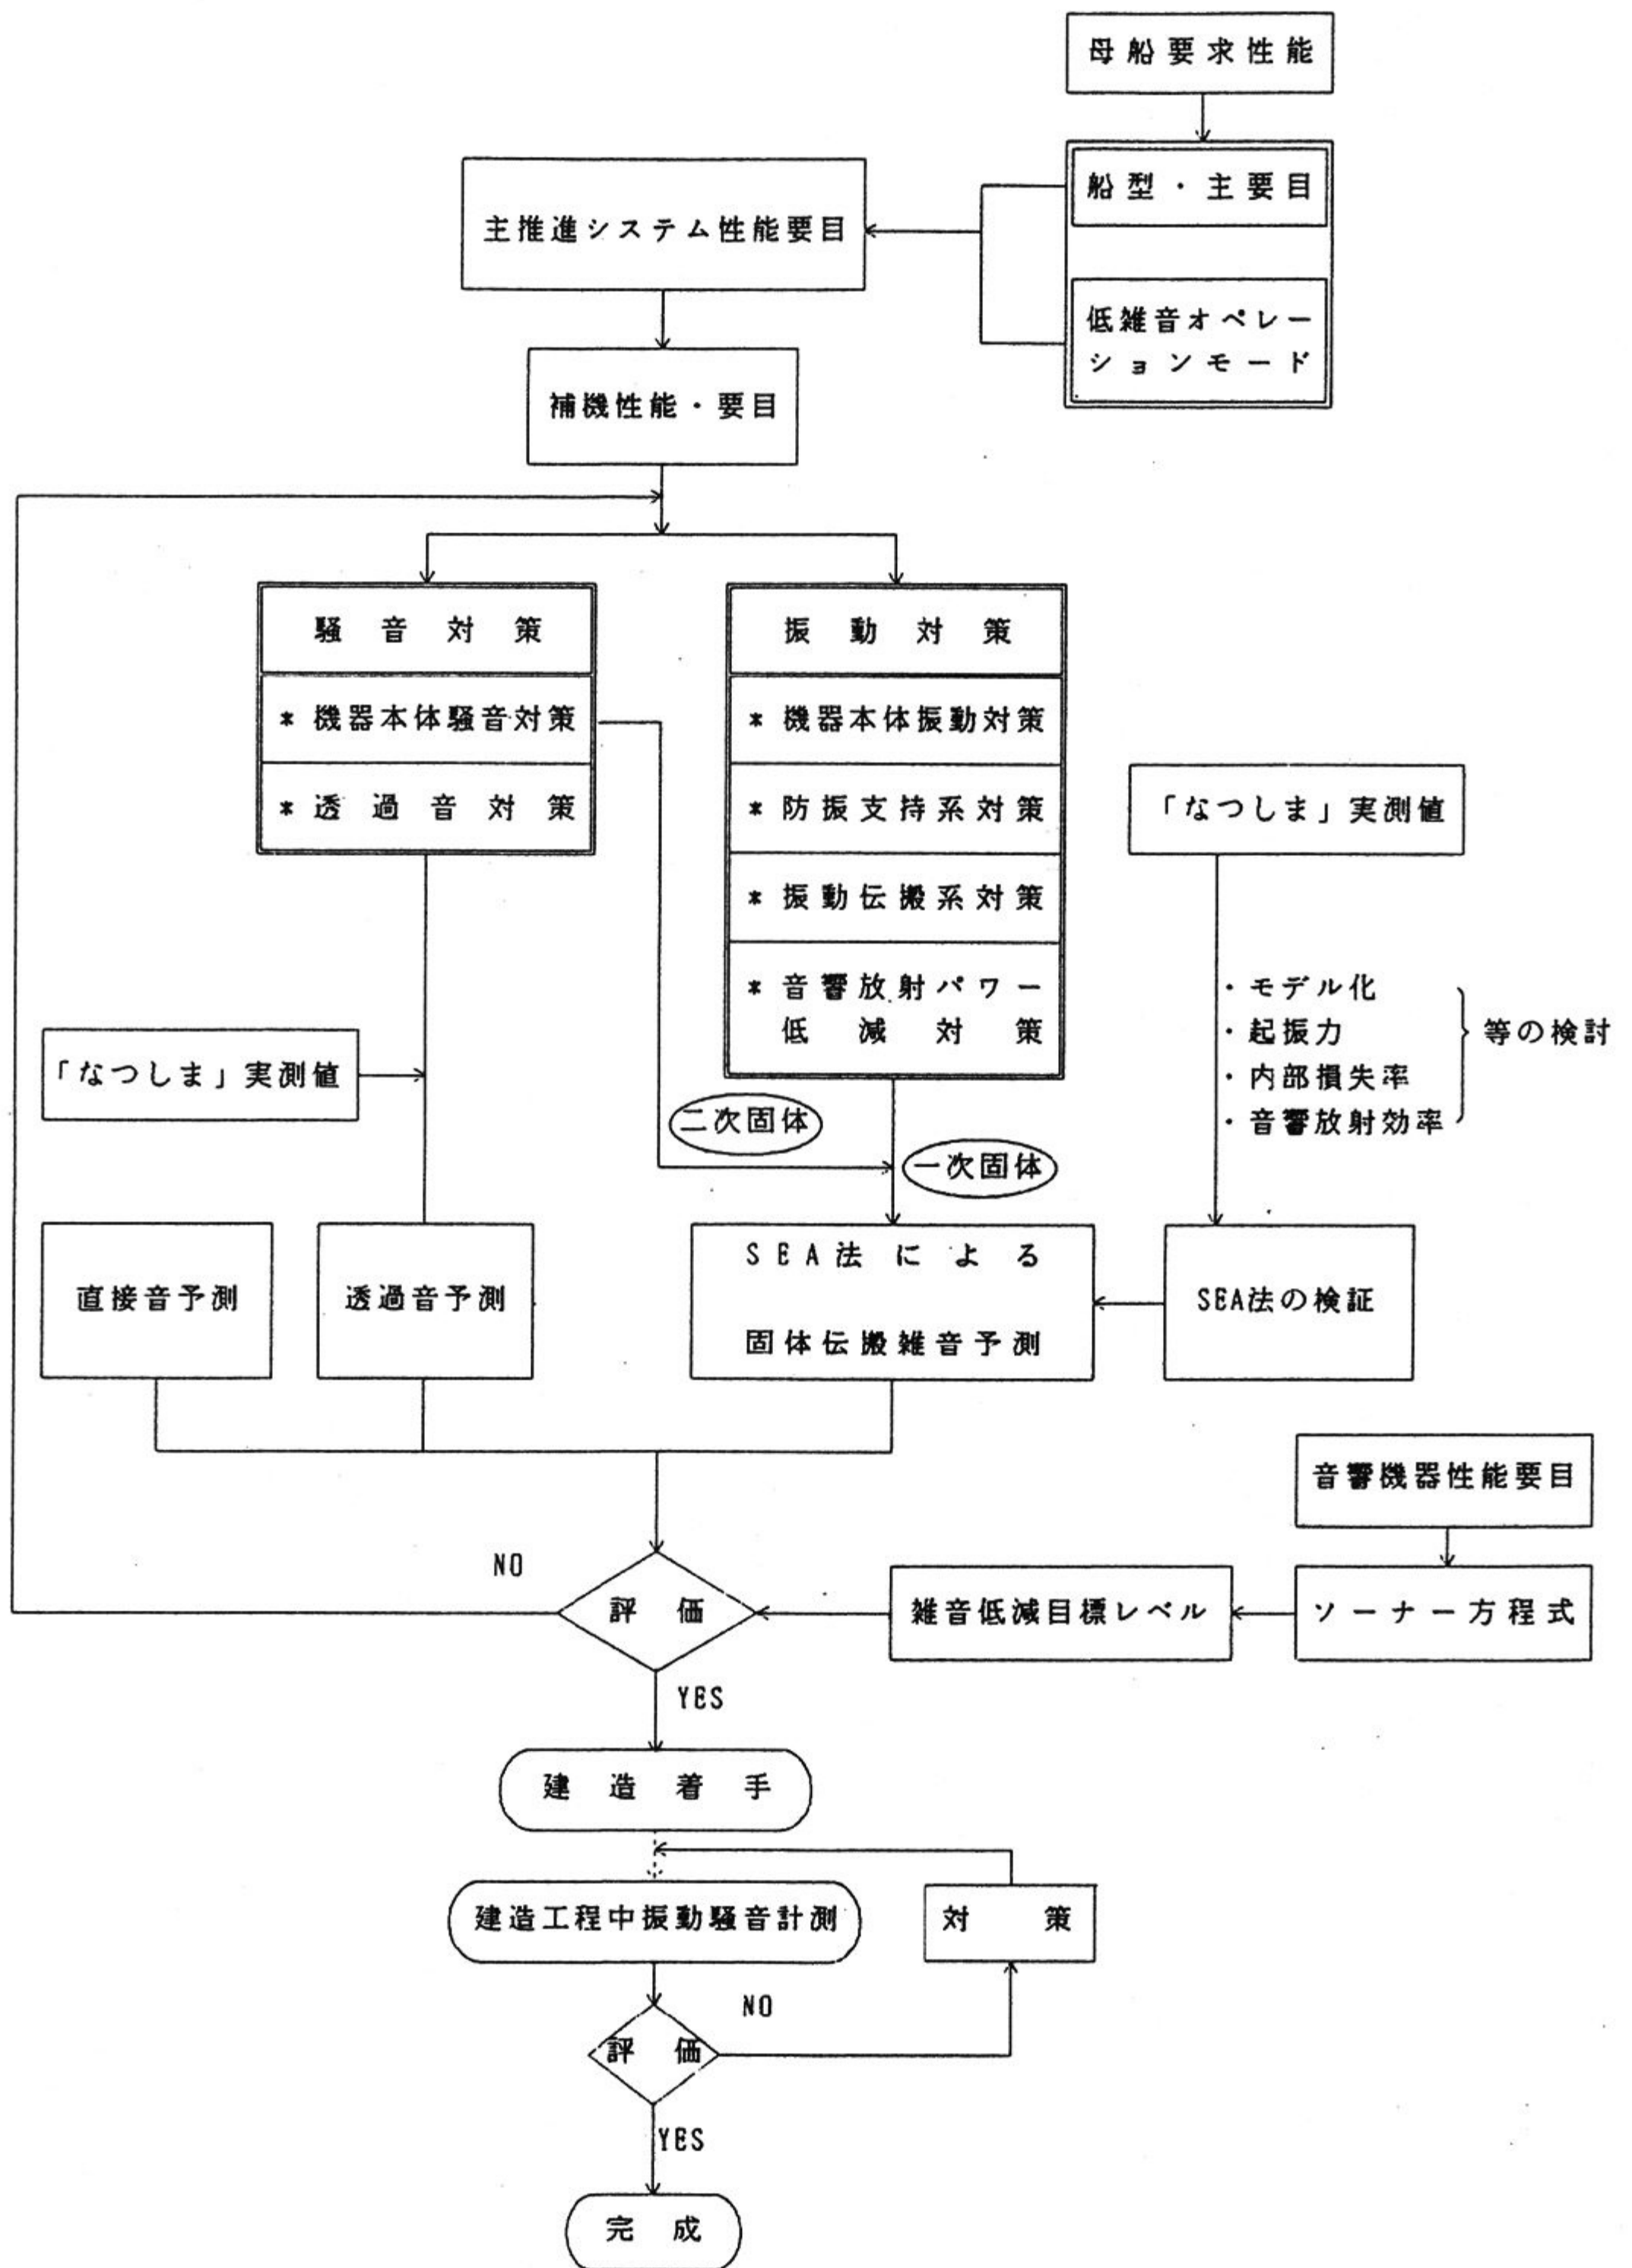 母船要求性能
船型・主要目
主推進システム性能要目
低雑音オペレー
ションモード
補機性能・要目
騒音対策
* 機器本体騒音対策
* 透過音対策
振動対策
* 機器本体振動対策
* 防振支持系対策
* 振動伝搬系対策
* 音響放射パワー
低減対策
「なつしま」実測値
・モデル化
・起振力
・内部損失率
・音響放射効率
等の検討
「なつしま」実測値
二次固体
一次固体
直接音予測
透過音予測
SEA法による
固体伝搬雑音予測
SEA法の検証
音響機器性能要目
NO
評価
雑音低減目標レベル
ソーナー方程式
YES
建造着手
建造工程中振動騒音計測
対策
NO
評価
YES
完成